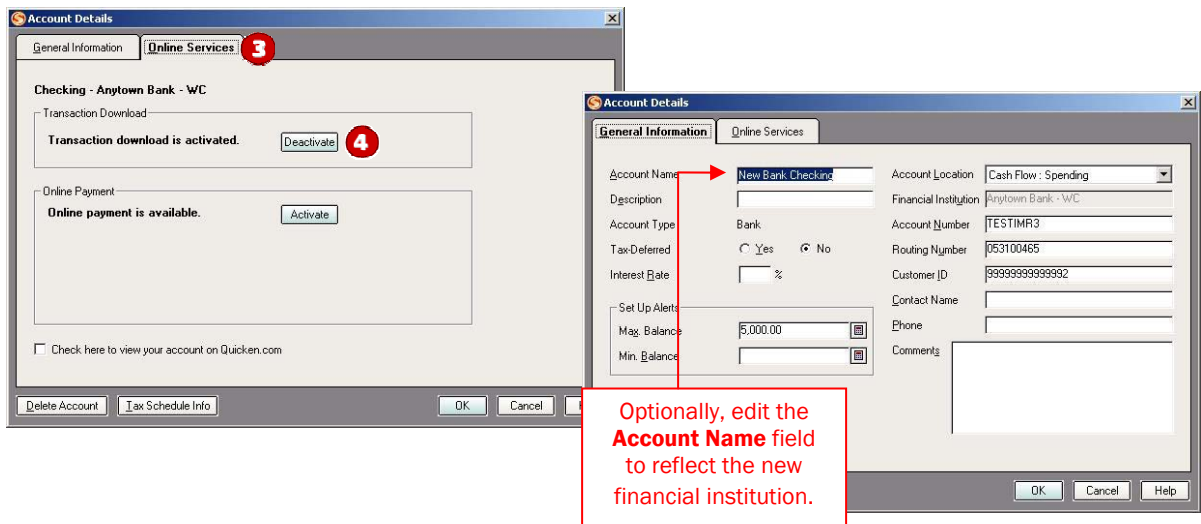 Account Details
General Information
Online Services
3
Checking - Anytown Bank - WC
Transaction Download
Transaction download is activated.
Deactivate
4
Online Payment
Online payment is available.
Activate
Check here to view your account on Quicken.com
Delete Account
Tax Schedule Info
OK
Cancel
Account Details
General Information
Online Services
Account Name
New Bank Checking
Description
Account Type
Bank
Tax-Deferred
Yes
No
Interest Rate
%
Set Up Alerts
Max. Balance
5,000.00
Min. Balance
Account Location
Cash Flow : Spending
Financial Institution
Anytown Bank - WC
Account Number
TESTIMR3
Routing Number
053100465
Customer ID
99999999999992
Contact Name
Phone
Comments
Optionally, edit the
Account Name field
to reflect the new
financial institution.
OK
Cancel
Help